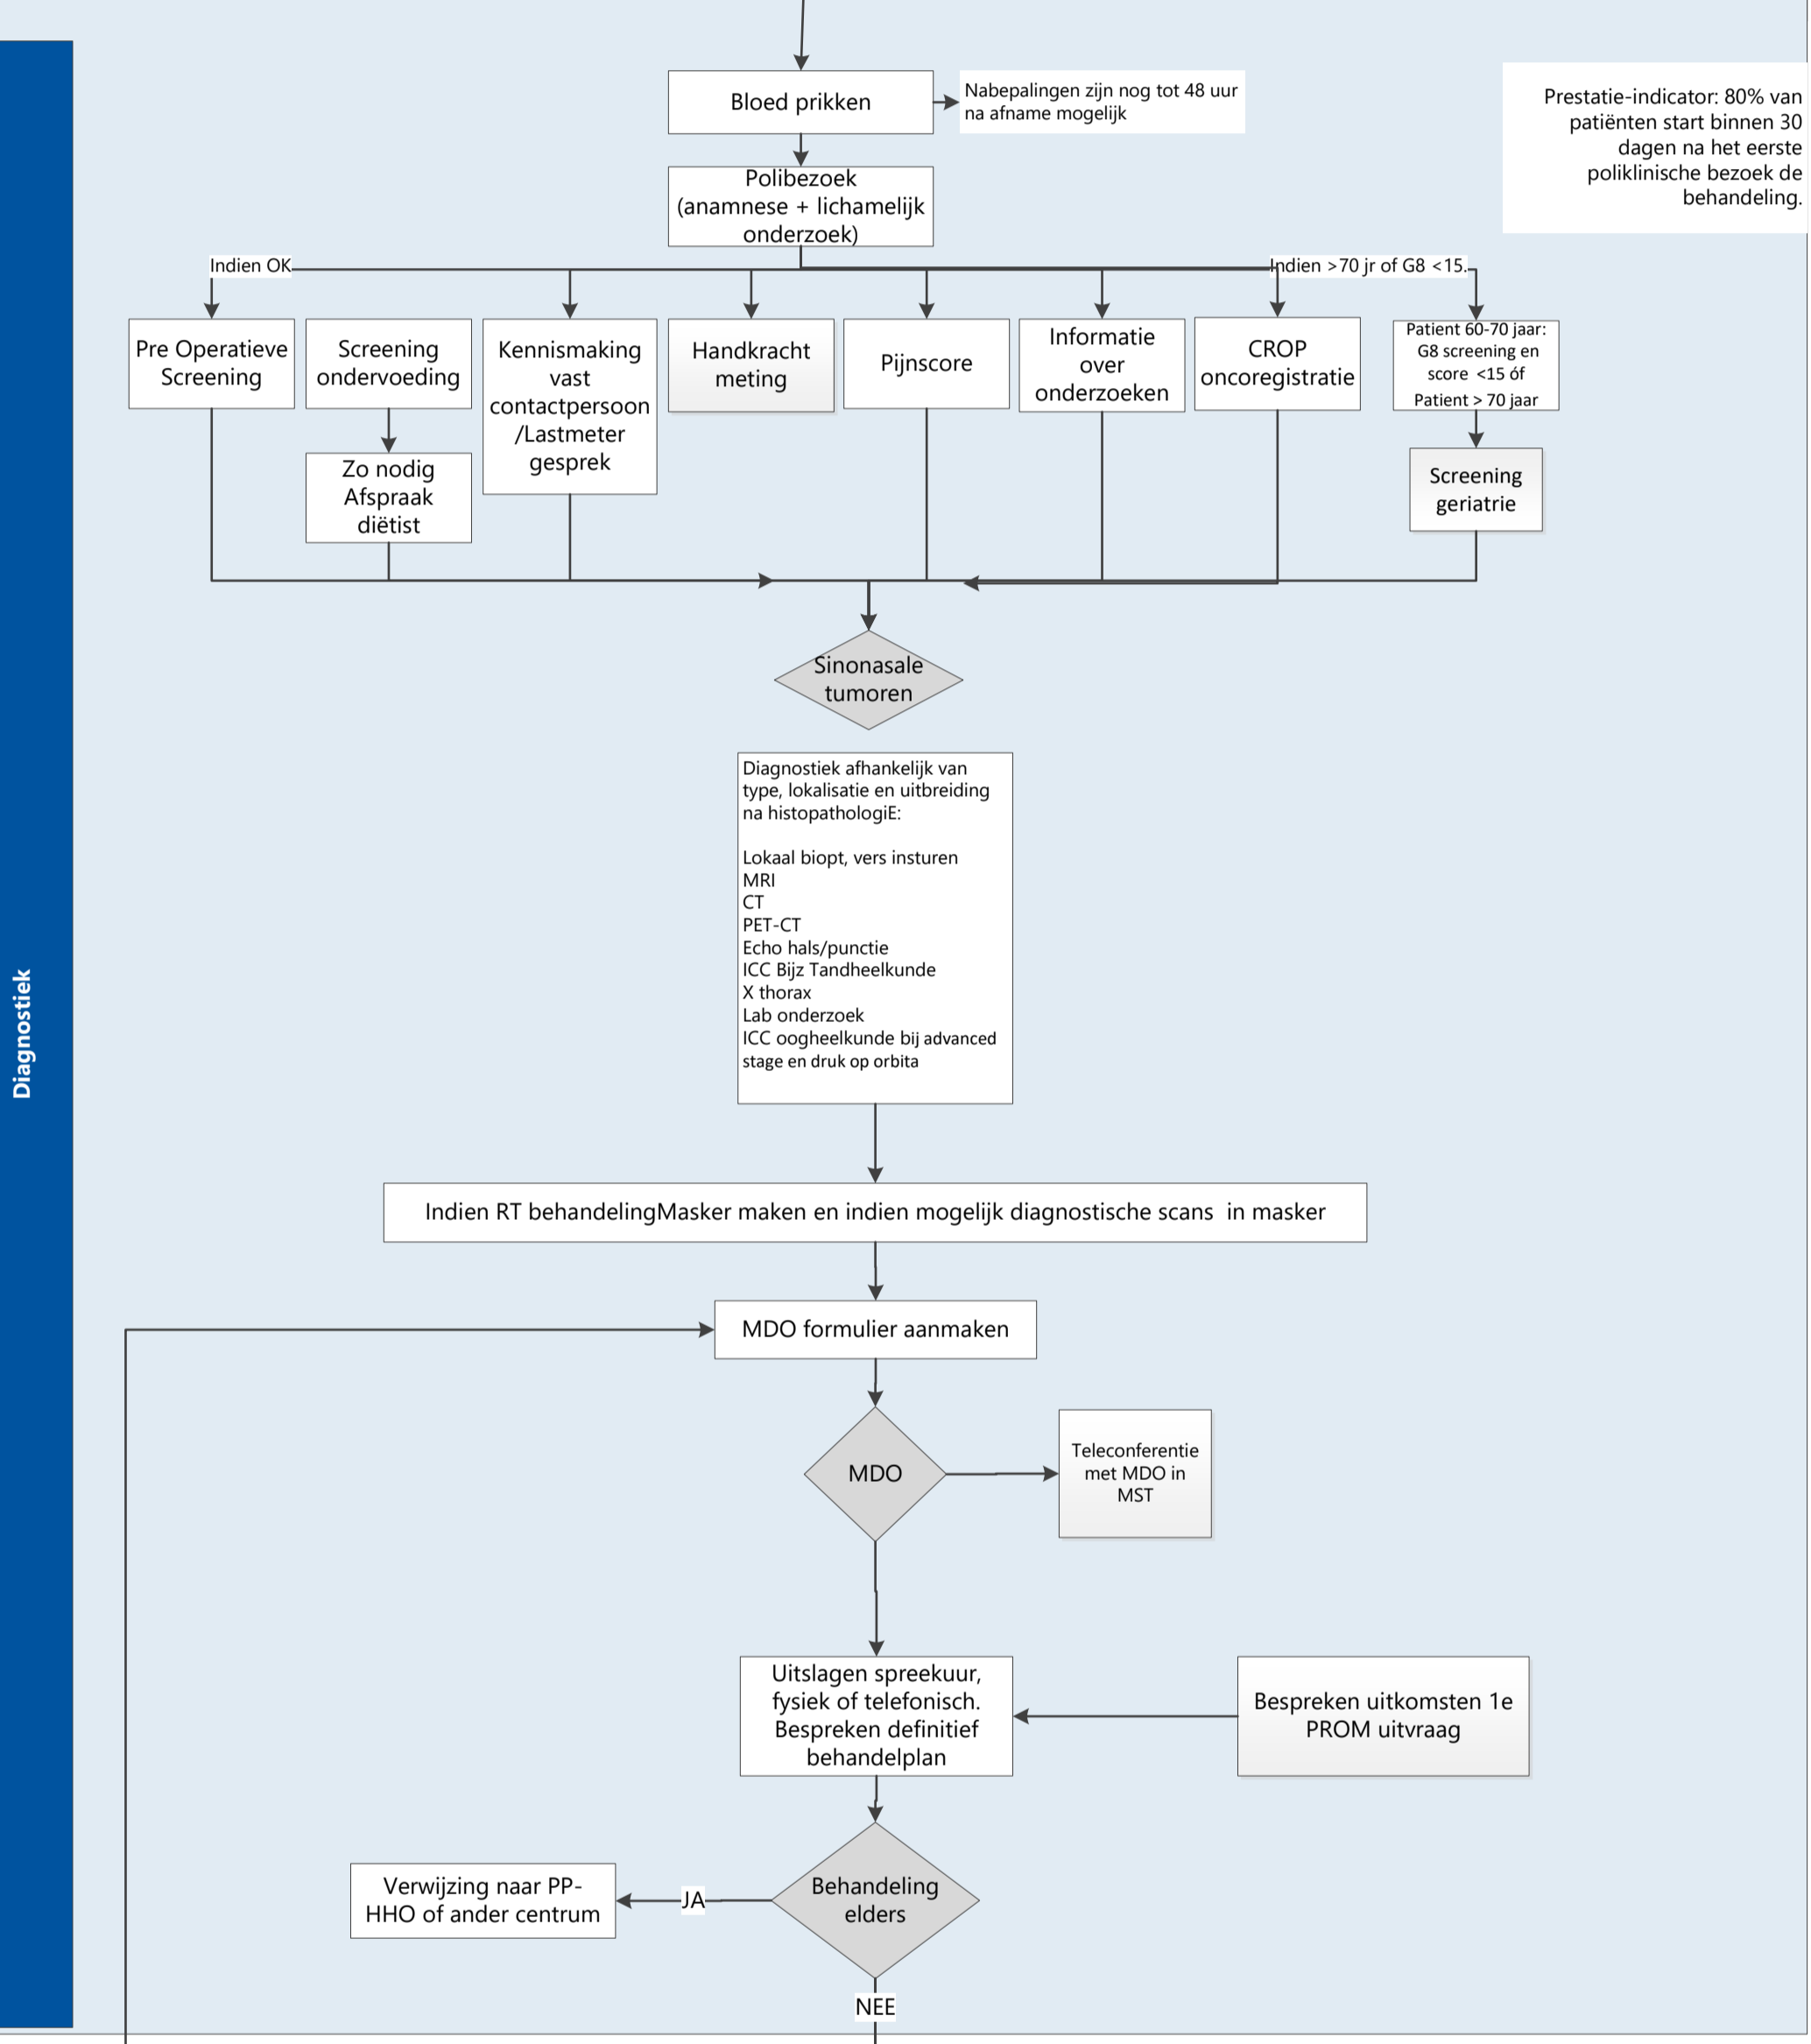 Bloed prikken
Nabepalingen zijn nog tot 48 uur
na afname mogelijk
Prestatie-indicator: 80% van
patiënten start binnen 30
dagen na het eerste
poliklinische bezoek de
behandeling.
Polibezoek
(anamnese + lichamelijk
onderzoek)
Indien OK
Indien >70 jr of G8 <15.
Pre Operatieve
Screening
Screening
ondervoeding
Kennismaking
vast
contactpersoon
/Lastmeter
gesprek
Handkracht
meting
Pijnscore
Informatie
over
onderzoeken
CROP
oncoregistratie
Patient 60-70 jaar:
G8 screening en
score <15 óf
Patient > 70 jaar
Zo nodig
Afspraak
diëtist
Screening
geriatrie
Sinonasale
tumoren
Diagnostiek afhankelijk van
type, lokalisatie en uitbreiding
na histopathologiE:
Lokaal biopt, vers insturen
MRI
CT
PET-CT
Echo hals/punctie
ICC Bijz Tandheelkunde
X thorax
Lab onderzoek
ICC oogheelkunde bij advanced
stage en druk op orbita
Diagnostiek
Indien RT behandelingMasker maken en indien mogelijk diagnostische scans in masker
MDO formulier aanmaken
MDO
Teleconferentie
met MDO in
MST
Uitslagen spreekuur,
fysiek of telefonisch.
Bespreken definitief
behandelplan
Bespreken uitkomsten 1e
PROM uitvraag
Behandeling
elders
JA
Verwijzing naar PP-
HHO of ander centrum
NEE